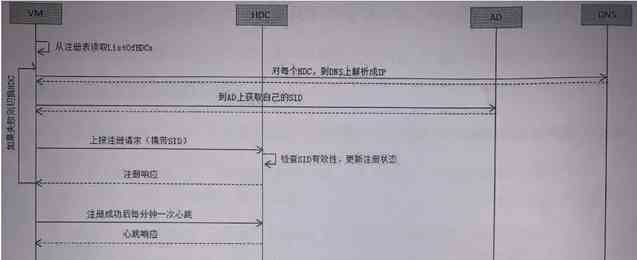 VM
HDC
AD
DNS
从注册表读取ListOfHDCs
对每个HDC,到DNS上解析成IP
到AD上获取自己的SID
如果失败则切换HDC
上报注册请求(携带SID)
检查SID有效性,更新注册状态
注册响应
注册成功后每分钟一次心跳
心跳响应